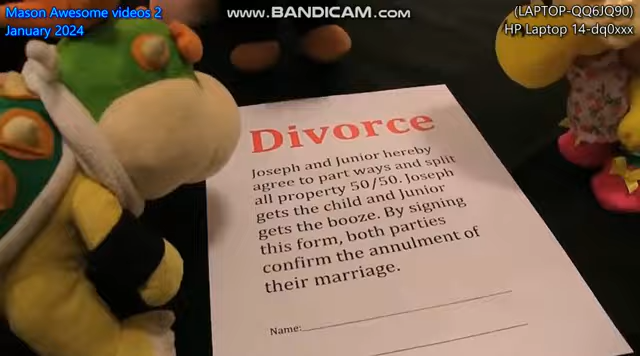 Mason Awesome videos 2
January 2024
www.BANDICAM.com
(LAPTOP-QQ6JQ90)
HP Laptop 14-dq0xxx
Divorce
Joseph and Junior hereby
agree to part ways and split
all property 50/50. Joseph
gets the child and Junior
gets the booze. By signing
this form, both parties
confirm the annulment of
their marriage.
Name: